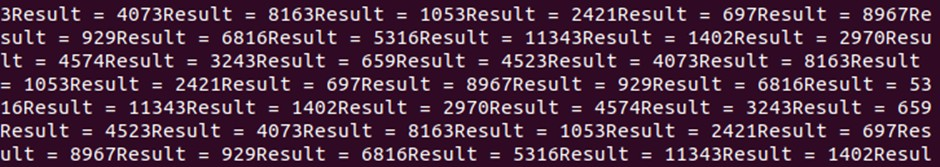 3Result = 4073Result = 8163Result = 1053Result = 2421Result = 697Result = 8967Re
sult = 929Result = 6816Result = 5316Result = 11343Result = 1402Result = 2970Resu
lt = 4574Result = 3243Result = 659Result = 4523Result = 4073Result = 8163Result
= 1053Result = 2421Result = 697Result = 8967Result = 929Result = 6816Result = 53
16Result = 11343Result = 1402Result = 2970Result = 4574Result = 3243Result = 659
Result = 4523Result = 4073Result = 8163Result = 1053Result = 2421Result = 697Res
ult = 8967Result = 929Result = 6816Result = 5316Result = 11343Result = 1402Resul